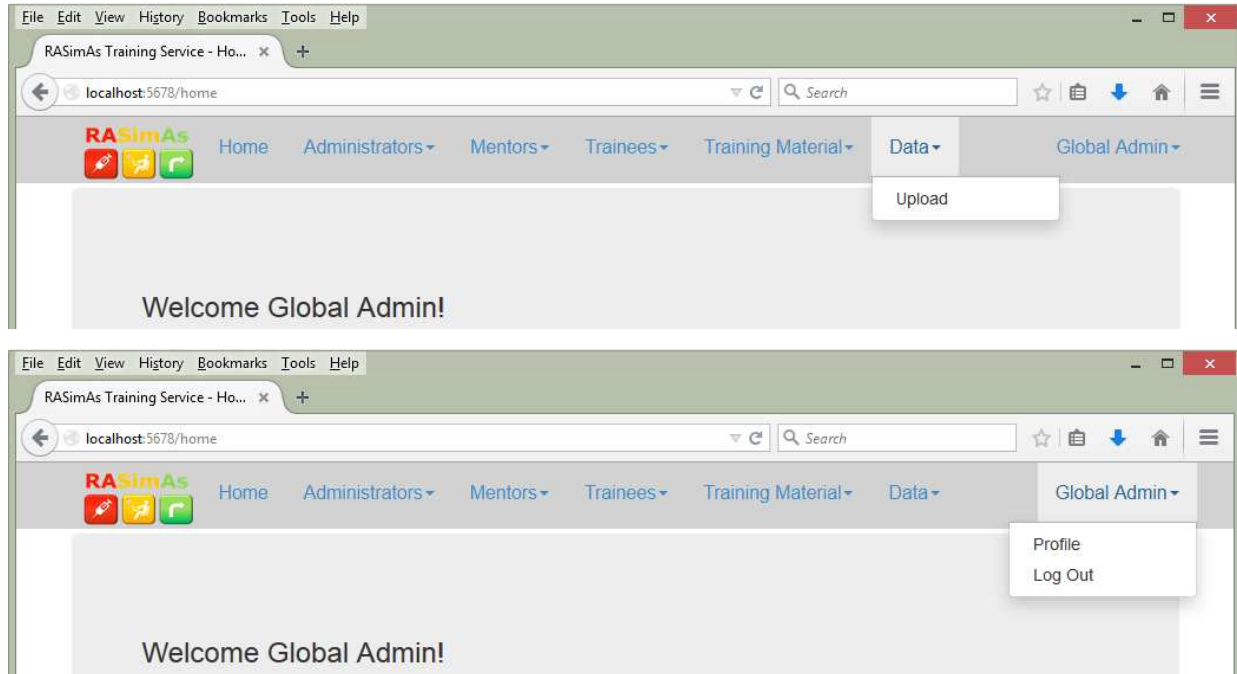 File Edit View History Bookmarks Tools Help
RASimAs Training Service - Ho...
localhost:5678/home Search
RASimAs
Home Administrators Mentors Trainees Training Material Data Global Admin
Upload
Welcome Global Admin!
File Edit View History Bookmarks Tools Help
RASimAs Training Service - Ho...
localhost:5678/home Search
RASimAs
Home Administrators Mentors Trainees Training Material Data Global Admin
Profile
Log Out
Welcome Global Admin!